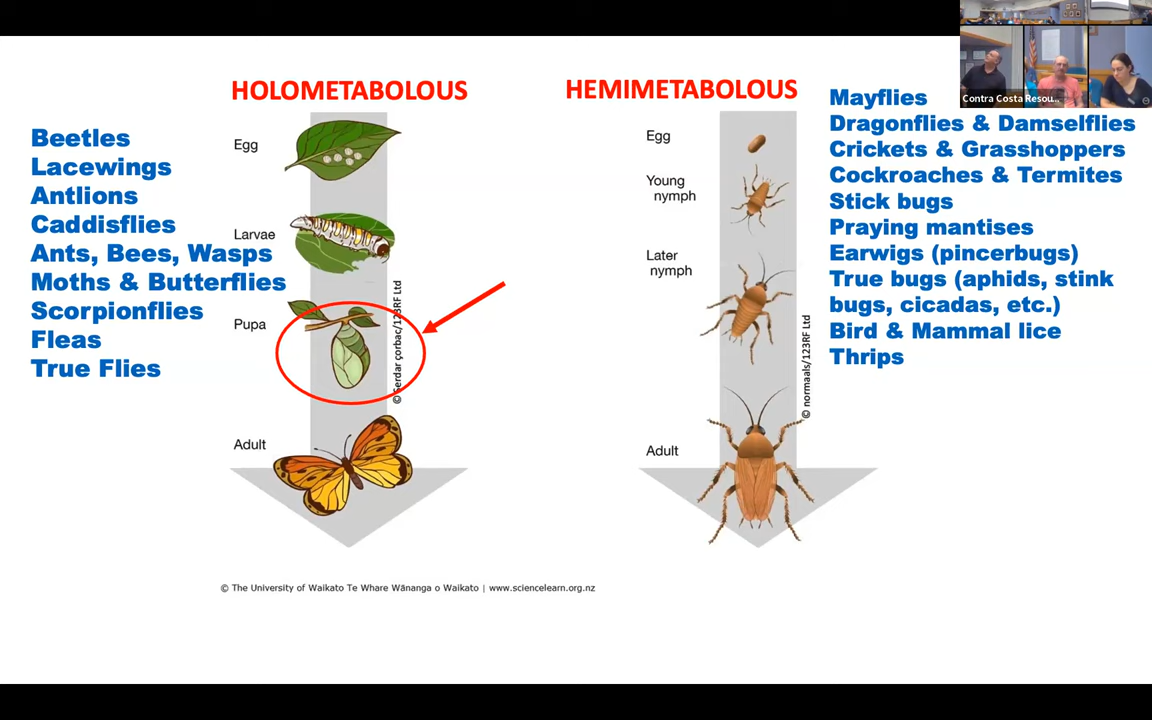 HOLOMETABOLOUS
Beetles
Lacewings
Antlions
Caddisflies
Ants, Bees, Wasps
Moths & Butterflies
Scorpionflies
Fleas
True Flies
Egg
Larvae
Pupa
Adult
© Serdar çorbac/123RF Ltd
HEMIMETABOLOUS
Egg
Young
nymph
Later
nymph
Adult
© normaals/123RF Ltd
Mayflies
Dragonflies & Damselflies
Crickets & Grasshoppers
Cockroaches & Termites
Stick bugs
Praying mantises
Earwigs (pincerbugs)
True bugs (aphids, stink
bugs, cicadas, etc.)
Bird & Mammal lice
Thrips
© The University of Waikato Te Whare Wānanga o Waikato | www.sciencelearn.org.nz
Contra Costa Resou...